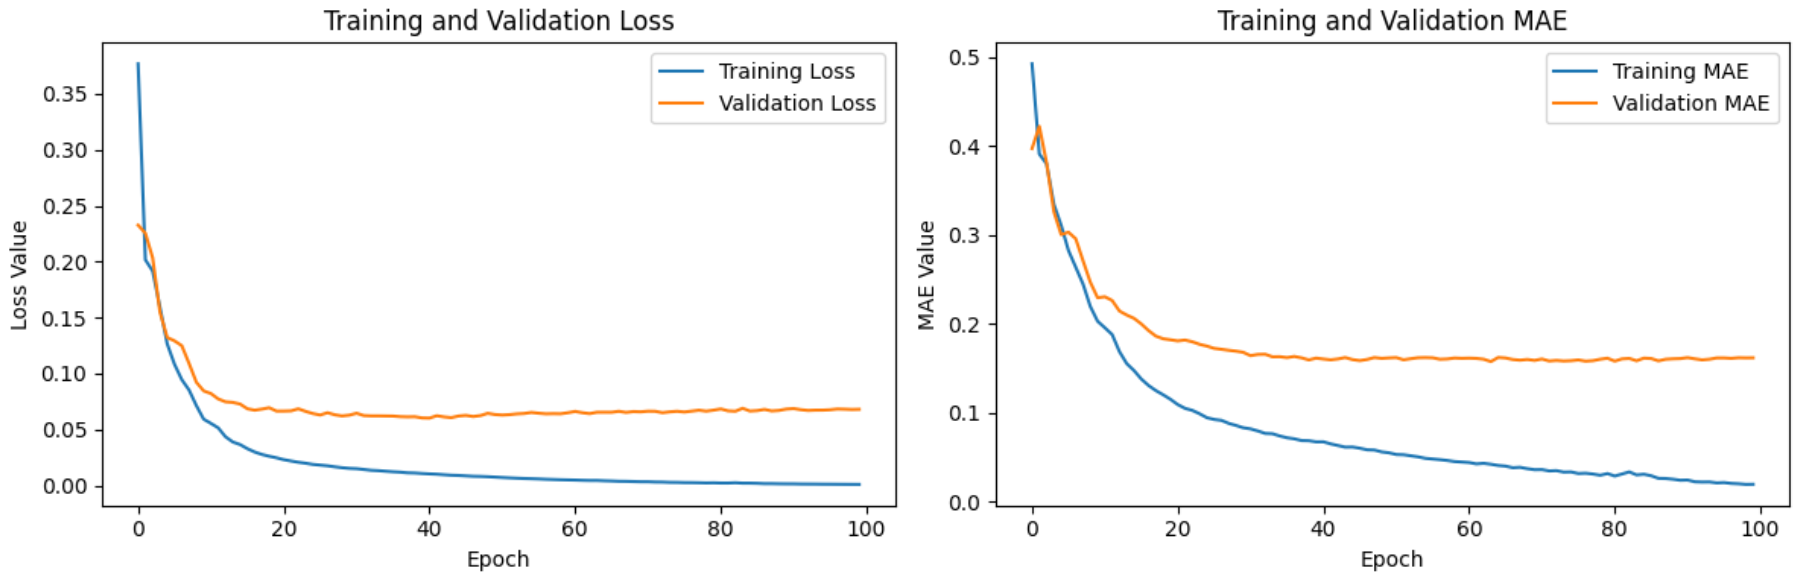 Training and Validation Loss
Training Loss
Validation Loss
Loss Value
0.35
0.30
0.25
0.20
0.15
0.10
0.05
0.00
0
20
40
60
80
100
Epoch
Training and Validation MAE
Training MAE
Validation MAE
MAE Value
0.5
0.4
0.3
0.2
0.1
0.0
0
20
40
60
80
100
Epoch